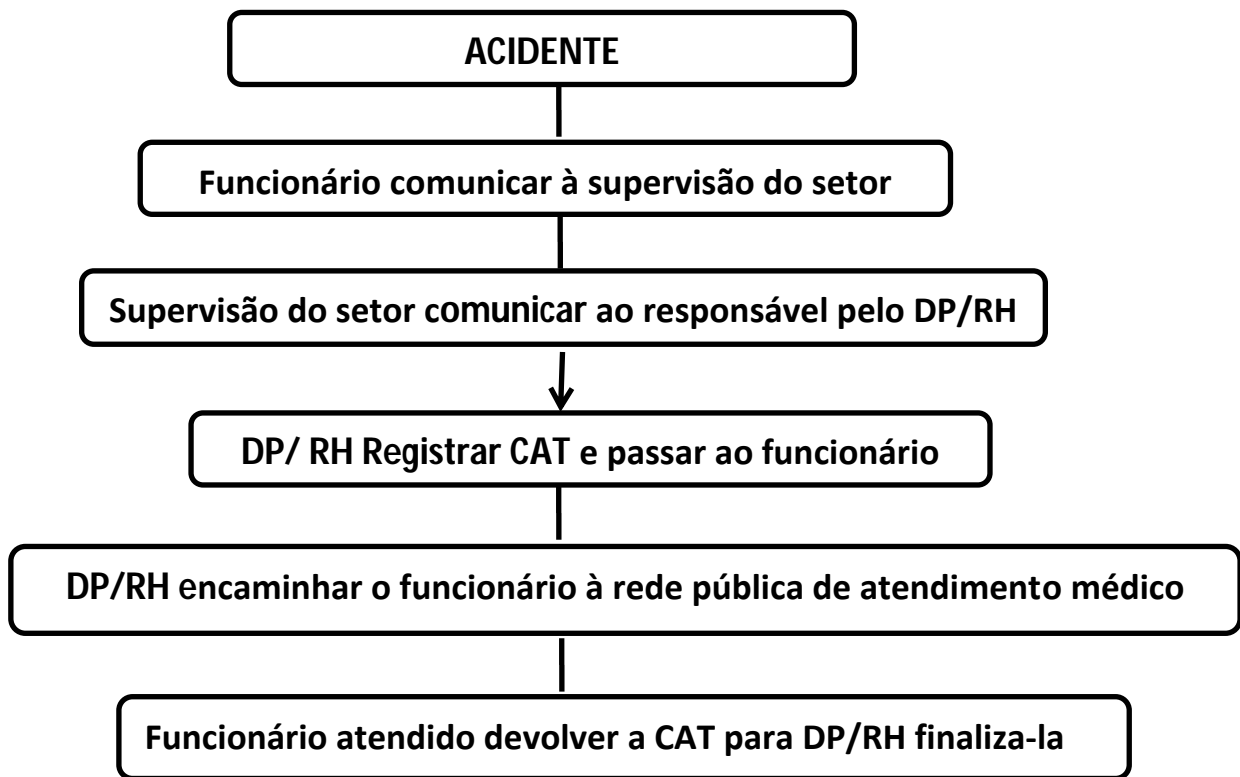 ACIDENTE
Funcionário comunicar à supervisão do setor
Supervisão do setor comunicar ao responsável pelo DP/RH
DP/ RH Registrar CAT e passar ao funcionário
DP/RH encaminhar o funcionário à rede pública de atendimento médico
Funcionário atendido devolver a CAT para DP/RH finaliza-la